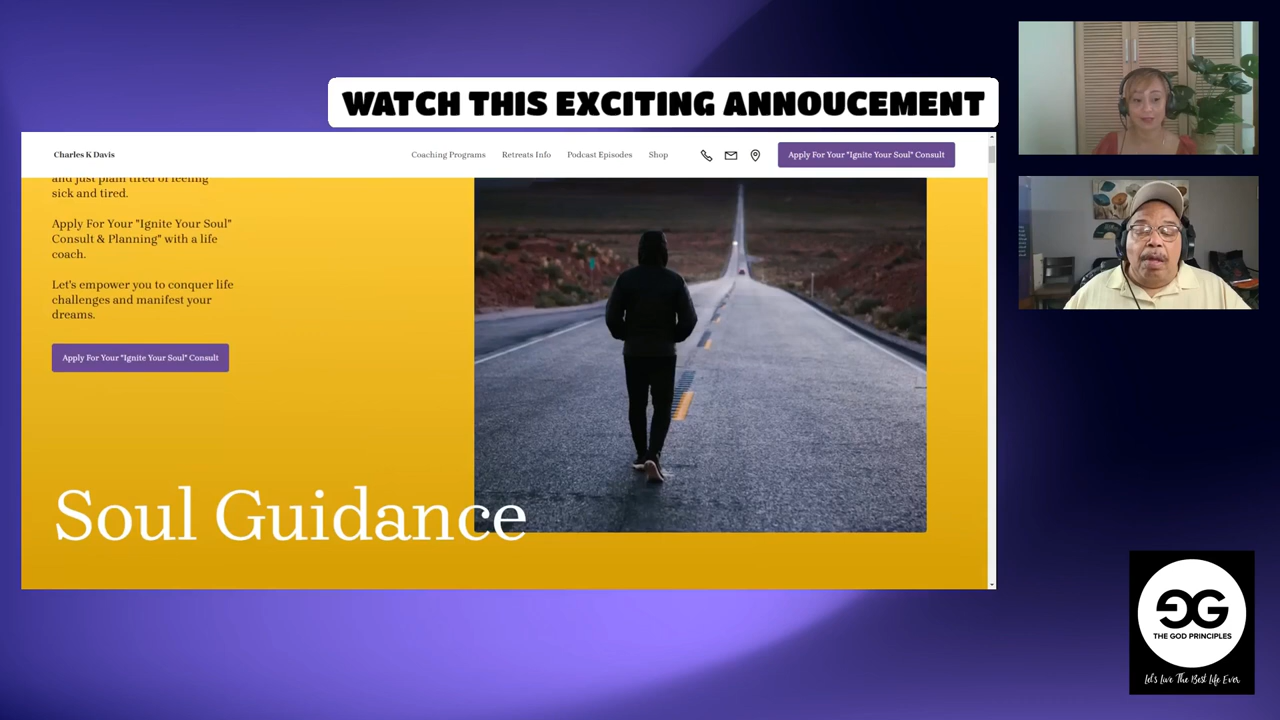 WATCH THIS EXCITING ANNOUCEMENT
Charles K Davis
Coaching Programs
Retreats Info
Podcast Episodes
Shop
Apply For Your "Ignite Your Soul" Consult
and just plain tired of feeling
sick and tired.
Apply For Your "Ignite Your Soul"
Consult & Planning" with a life
coach.
Let's empower you to conquer life
challenges and manifest your
dreams.
Apply For Your "Ignite Your Soul" Consult
Soul Guidance
GG
THE GOD PRINCIPLES
Let's Live The Best Life Ever